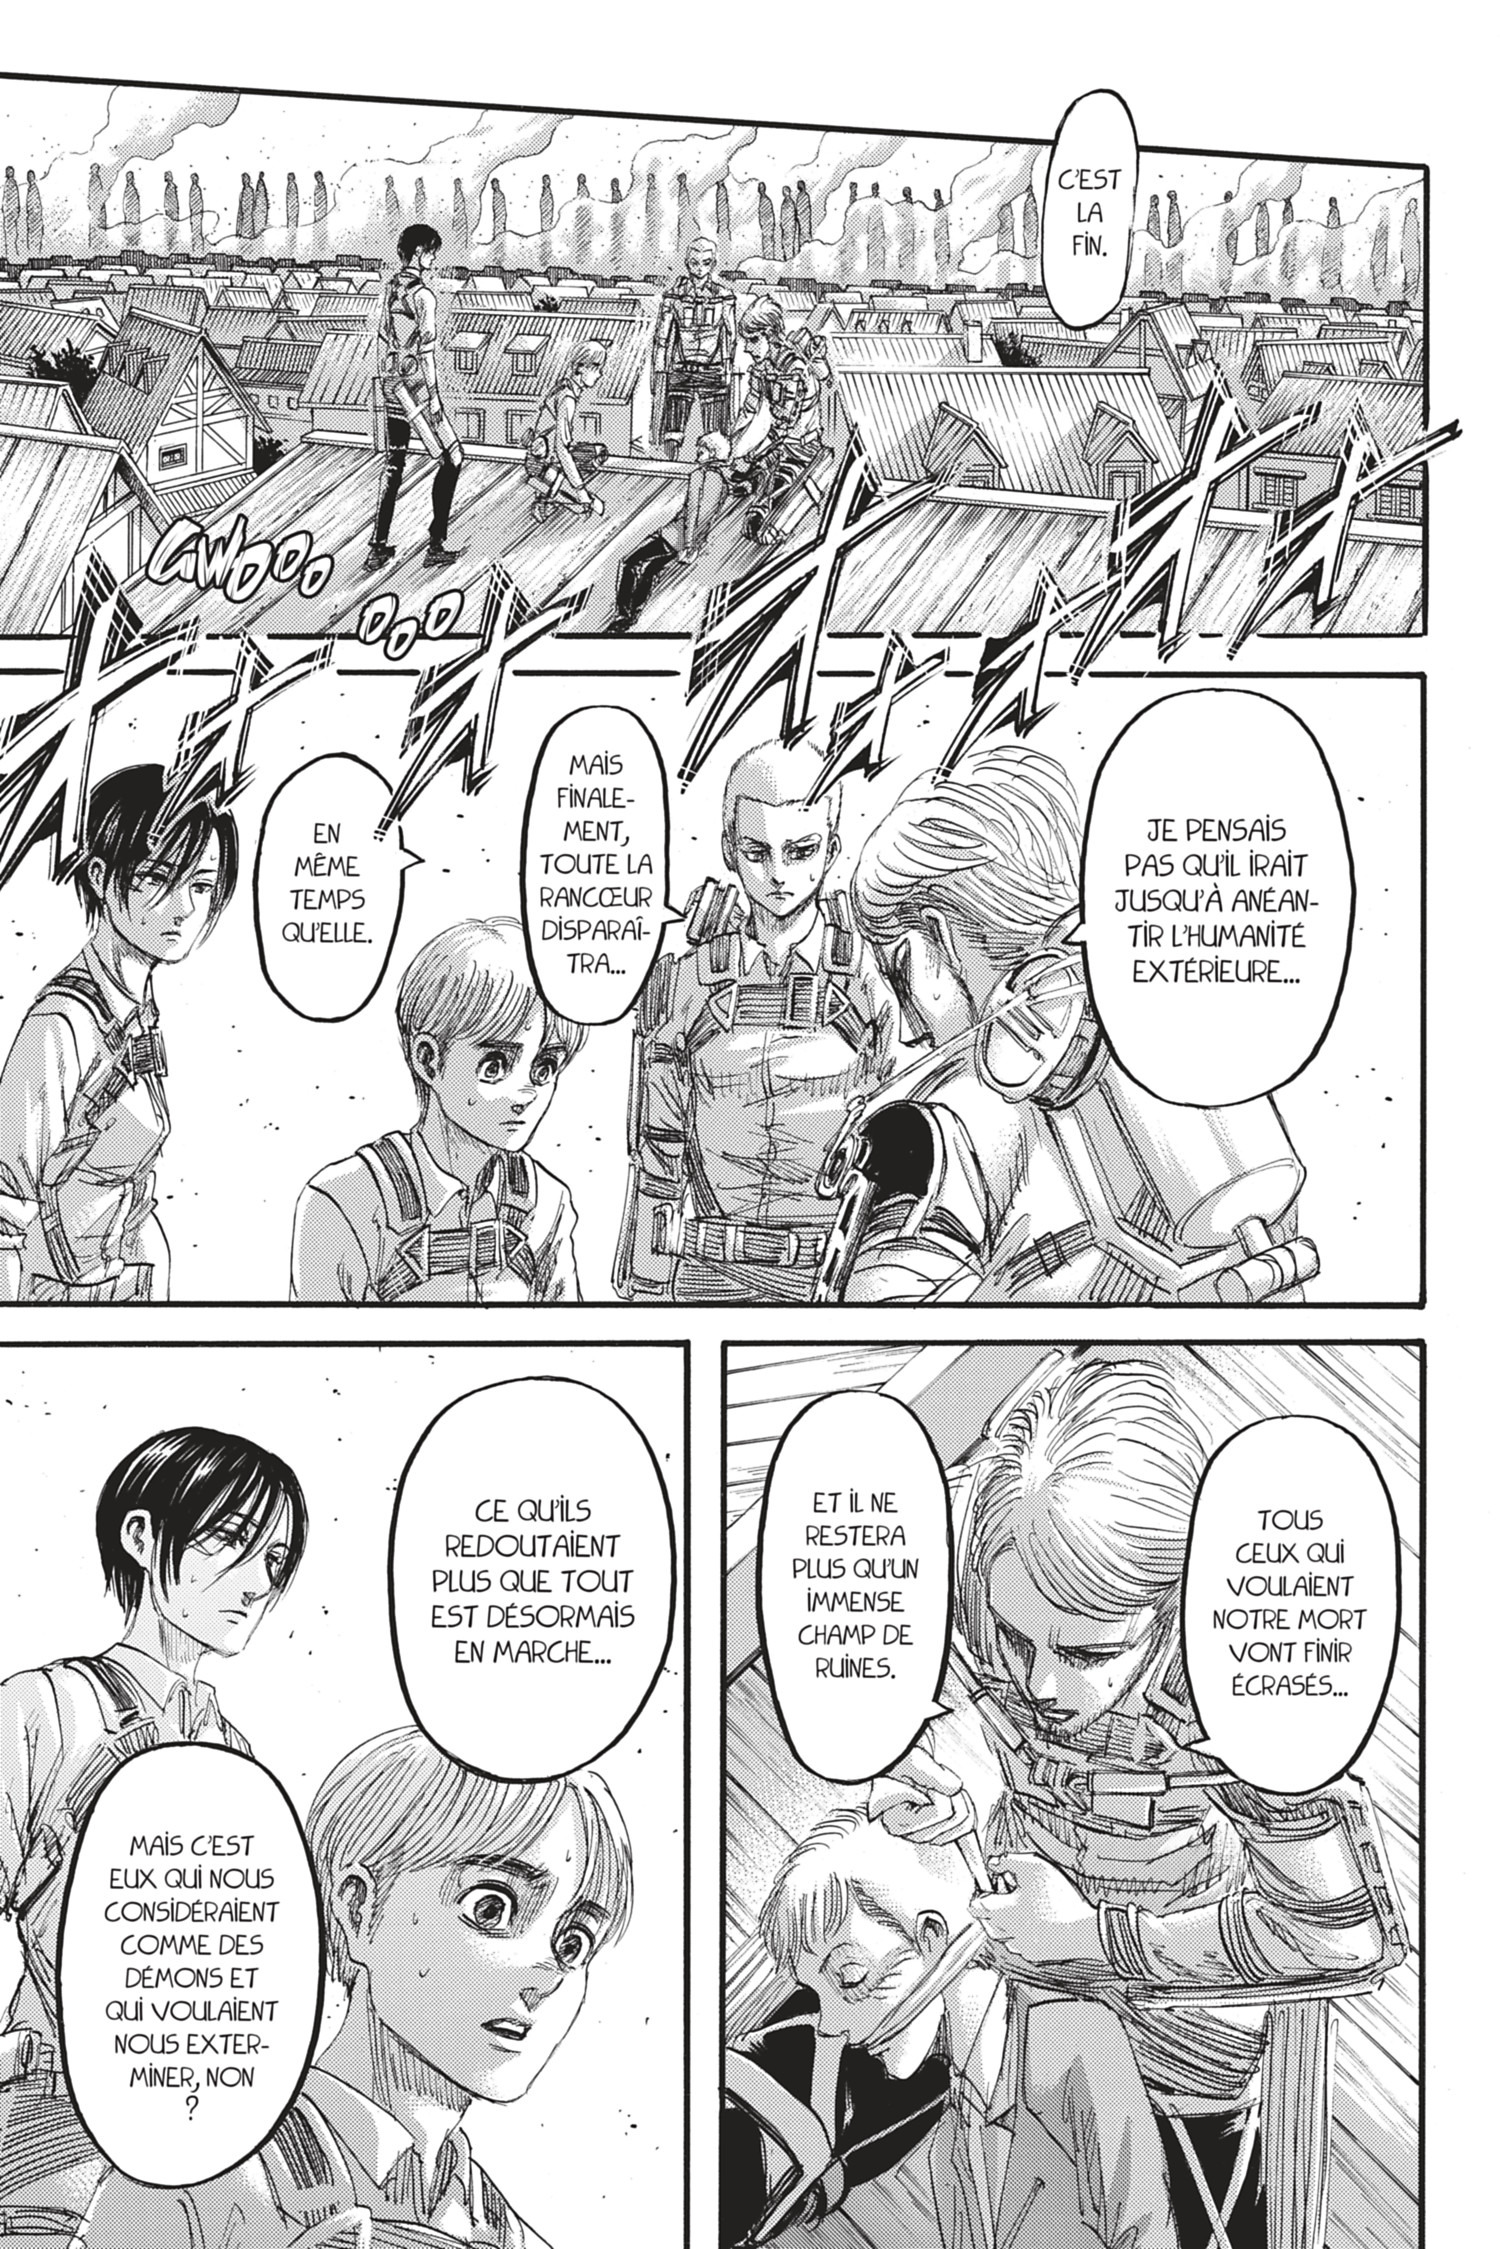 C'EST
LA
FIN.
GWOOO
OOO
JE PENSAIS
PAS QU'IL IRAIT
JUSQU'À ANÉAN-
TIR L'HUMANITÉ
EXTÉRIEURE...
MAIS
FINALE-
MENT,
TOUTE LA
RANCŒUR
DISPARAÎ-
TRA...
EN
MÊME
TEMPS
QU'ELLE.
TOUS
CEUX QUI
VOULAIENT
NOTRE MORT
VONT FINIR
ÉCRASÉS...
ET IL NE
RESTERA
PLUS QU'UN
IMMENSE
CHAMP DE
RUINES.
CE QU'ILS
REDOUTAIENT
PLUS QUE TOUT
EST DÉSORMAIS
EN MARCHE...
MAIS C'EST
EUX QUI NOUS
CONSIDÉRAIENT
COMME DES
DÉMONS ET
QUI VOULAIENT
NOUS EXTER-
MINER, NON
?